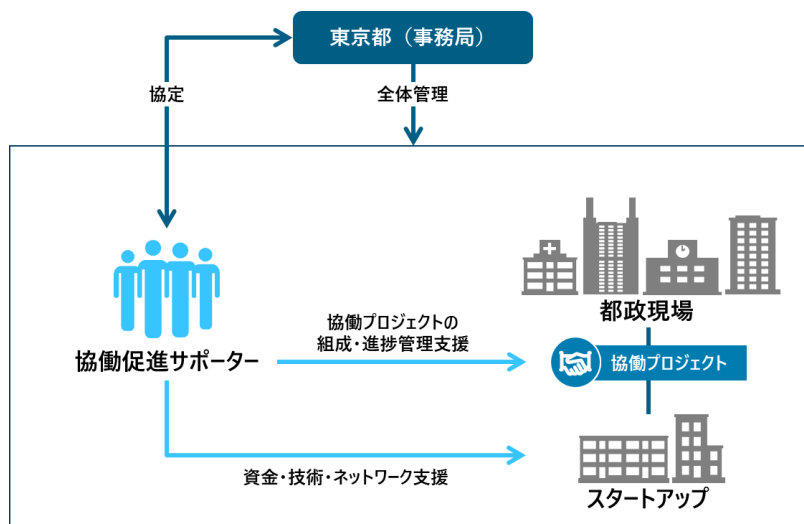 東京都（事務局）
協定
全体管理
都政現場
協働プロジェクトの
組成・進捗管理支援
協働促進サポーター
協働プロジェクト
資金・技術・ネットワーク支援
スタートアップ